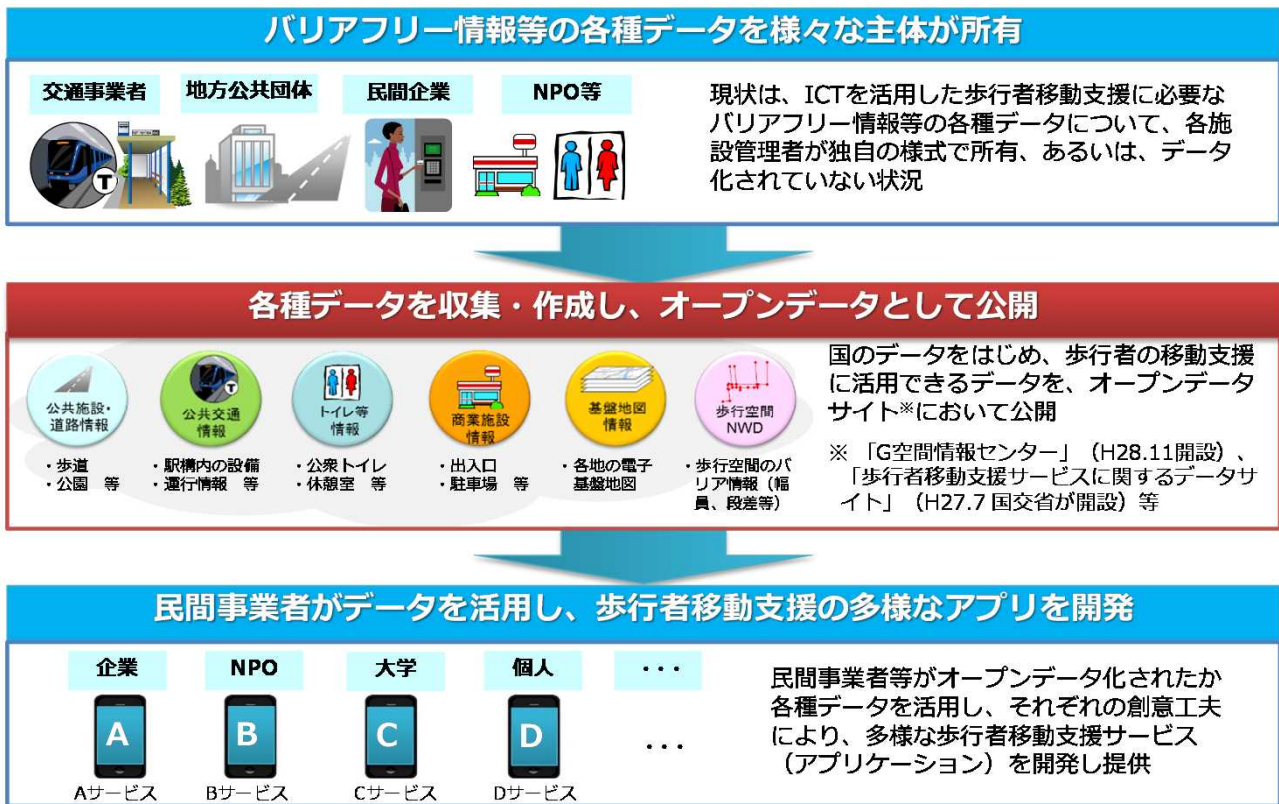 バリアフリー情報等の各種データを様々な主体が所有
交通事業者
地方公共団体
民間企業
NPO等
T
現状は、ICTを活用した歩行者移動支援に必要な
バリアフリー情報等の各種データについて、各施
設管理者が独自の様式で所有、あるいは、データ
化されていない状況
各種データを収集・作成し、オープンデータとして公開
公共施設・
道路情報
・歩道
・公園 等
T
公共交通
情報
・駅構内の設備
・運行情報 等
トイレ等
情報
・公衆トイレ
・休憩室 等
商業施設
情報
・出入口
・駐車場 等
基盤地図
情報
・各地の電子
基盤地図
歩行空間
NWD
・歩行空間のバ
リア情報（幅
員、段差等）
国のデータをはじめ、歩行者の移動支援
に活用できるデータを、オープンデータ
サイト※において公開
※ 「G空間情報センター」（H28.11開設）、
「歩行者移動支援サービスに関するデータサ
イト」（H27.7 国交省が開設）等
民間事業者がデータを活用し、歩行者移動支援の多様なアプリを開発
企業
A
Aサービス
NPO
B
Bサービス
大学
C
Cサービス
個人
D
Dサービス
・・・
・・・
民間事業者等がオープンデータ化されたか
各種データを活用し、それぞれの創意工夫
により、多様な歩行者移動支援サービス
（アプリケーション）を開発し提供